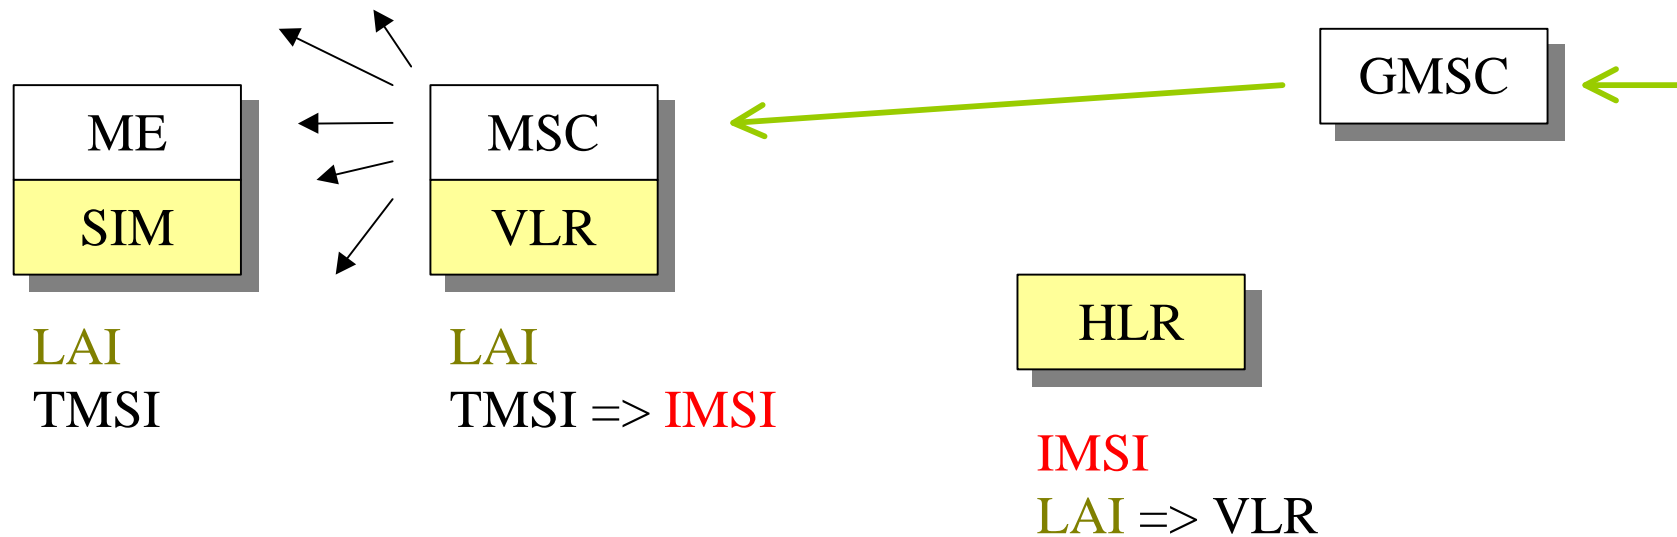 GMSC
ME
MSC
SIM
VLR
HLR
LAI
TMSI
LAI
TMSI => IMSI
IMSI
LAI => VLR